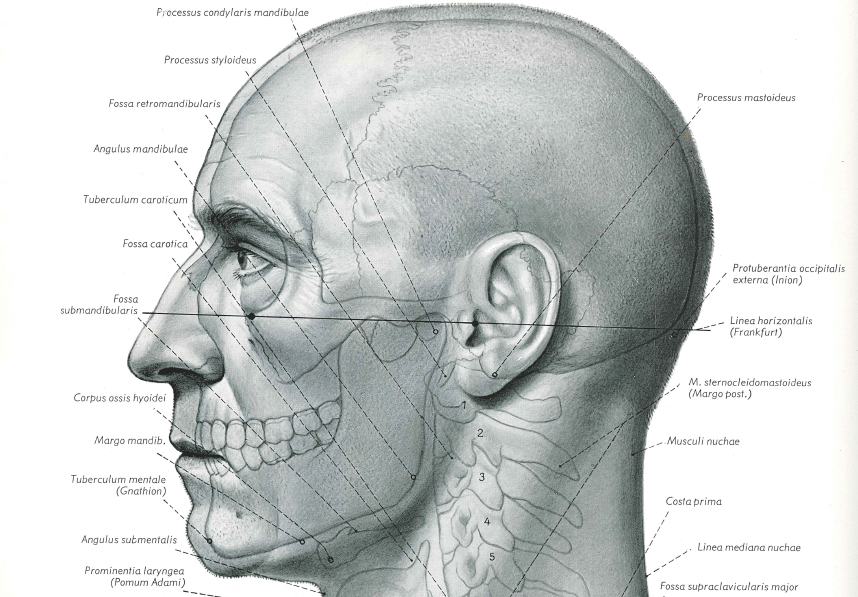 Processus condylaris mandibulae
Processus styloideus
Fossa retromandibularis
Angulus mandibulae
Tuberculum caroticum
Fossa carotica
Fossa
submandibularis
Corpus ossis hyoidei
Margo mandib.
Tuberculum mentale
(Gnathion)
Angulus submentalis
Prominentia laryngea
(Pomum Adami)
Processus mastoideus
Protuberantia occipitalis
externa (Inion)
Linea horizontalis
(Frankfurt)
M. sternocleidomastoideus
(Margo post.)
Musculi nuchae
Costa prima
Linea mediana nuchae
Fossa supraclavicularis major
1
2
3
4
5